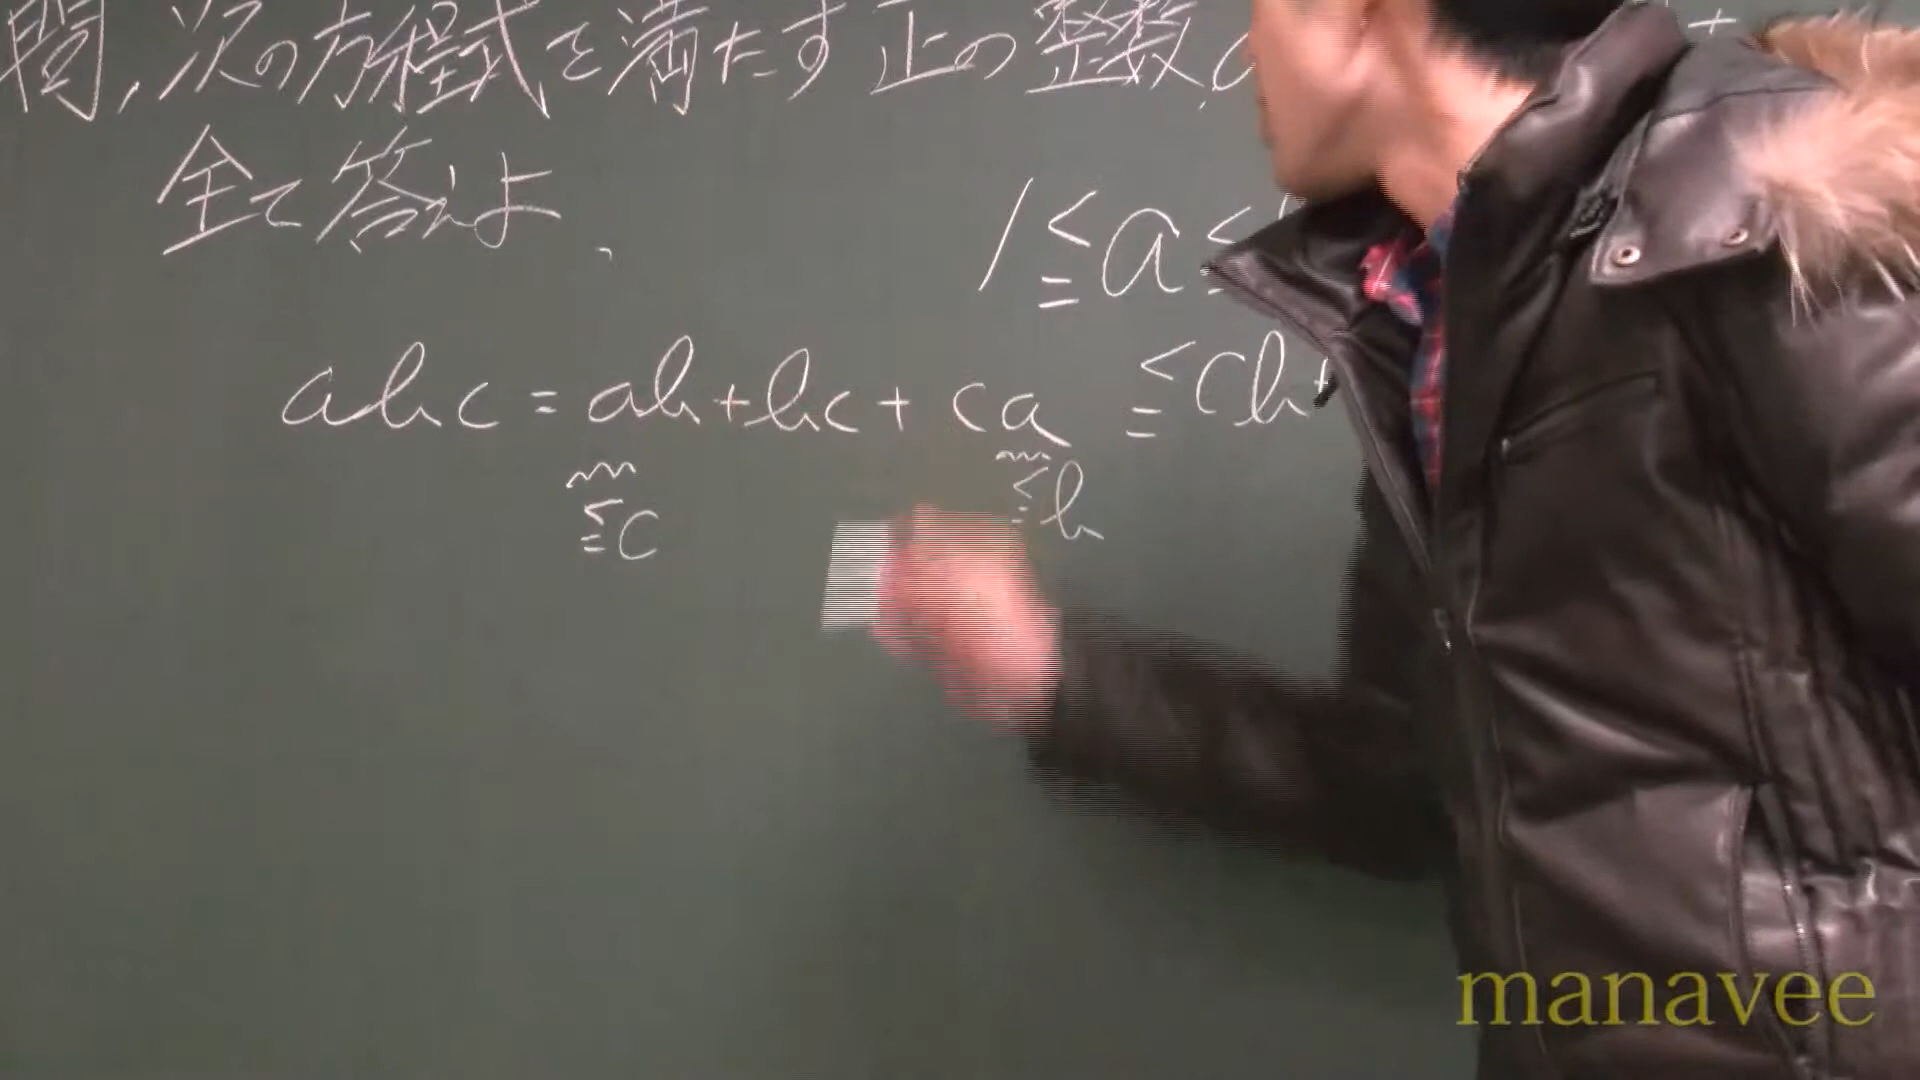 問,次の方程式を満たす正の整数,
全て答えよ.
1≦a≦
abc=ab+bc+ca≦cb+
≦c ≦b
manavee